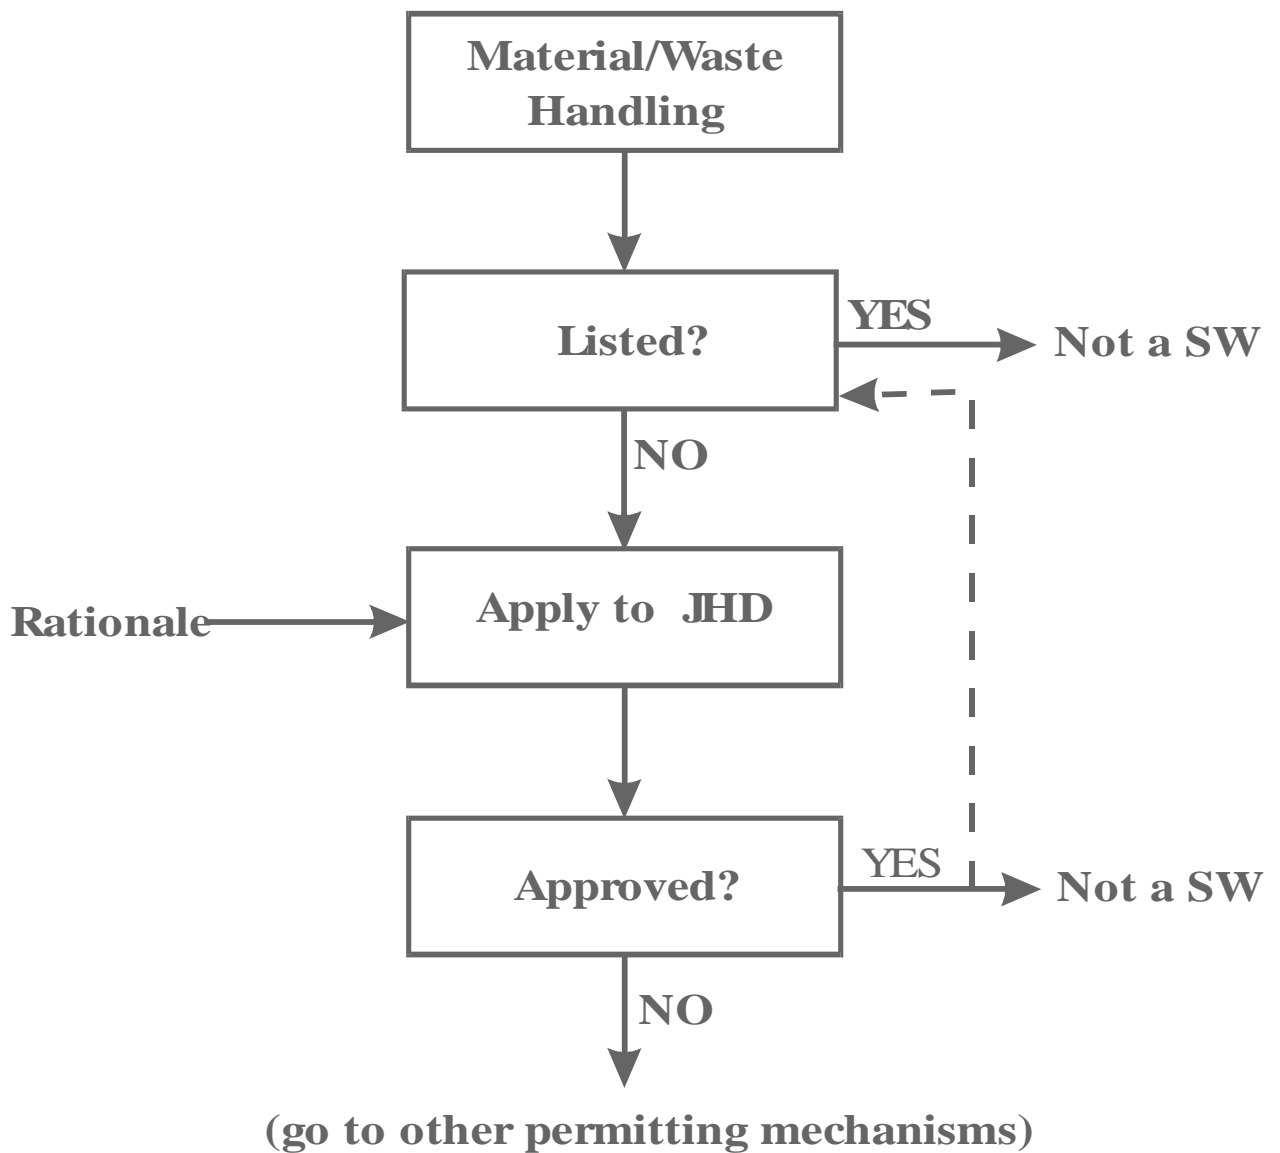 Material/Waste
Handling
Listed?
YES
Not a SW
NO
Rationale
Apply to JHD
Approved?
YES
Not a SW
NO
(go to other permitting mechanisms)